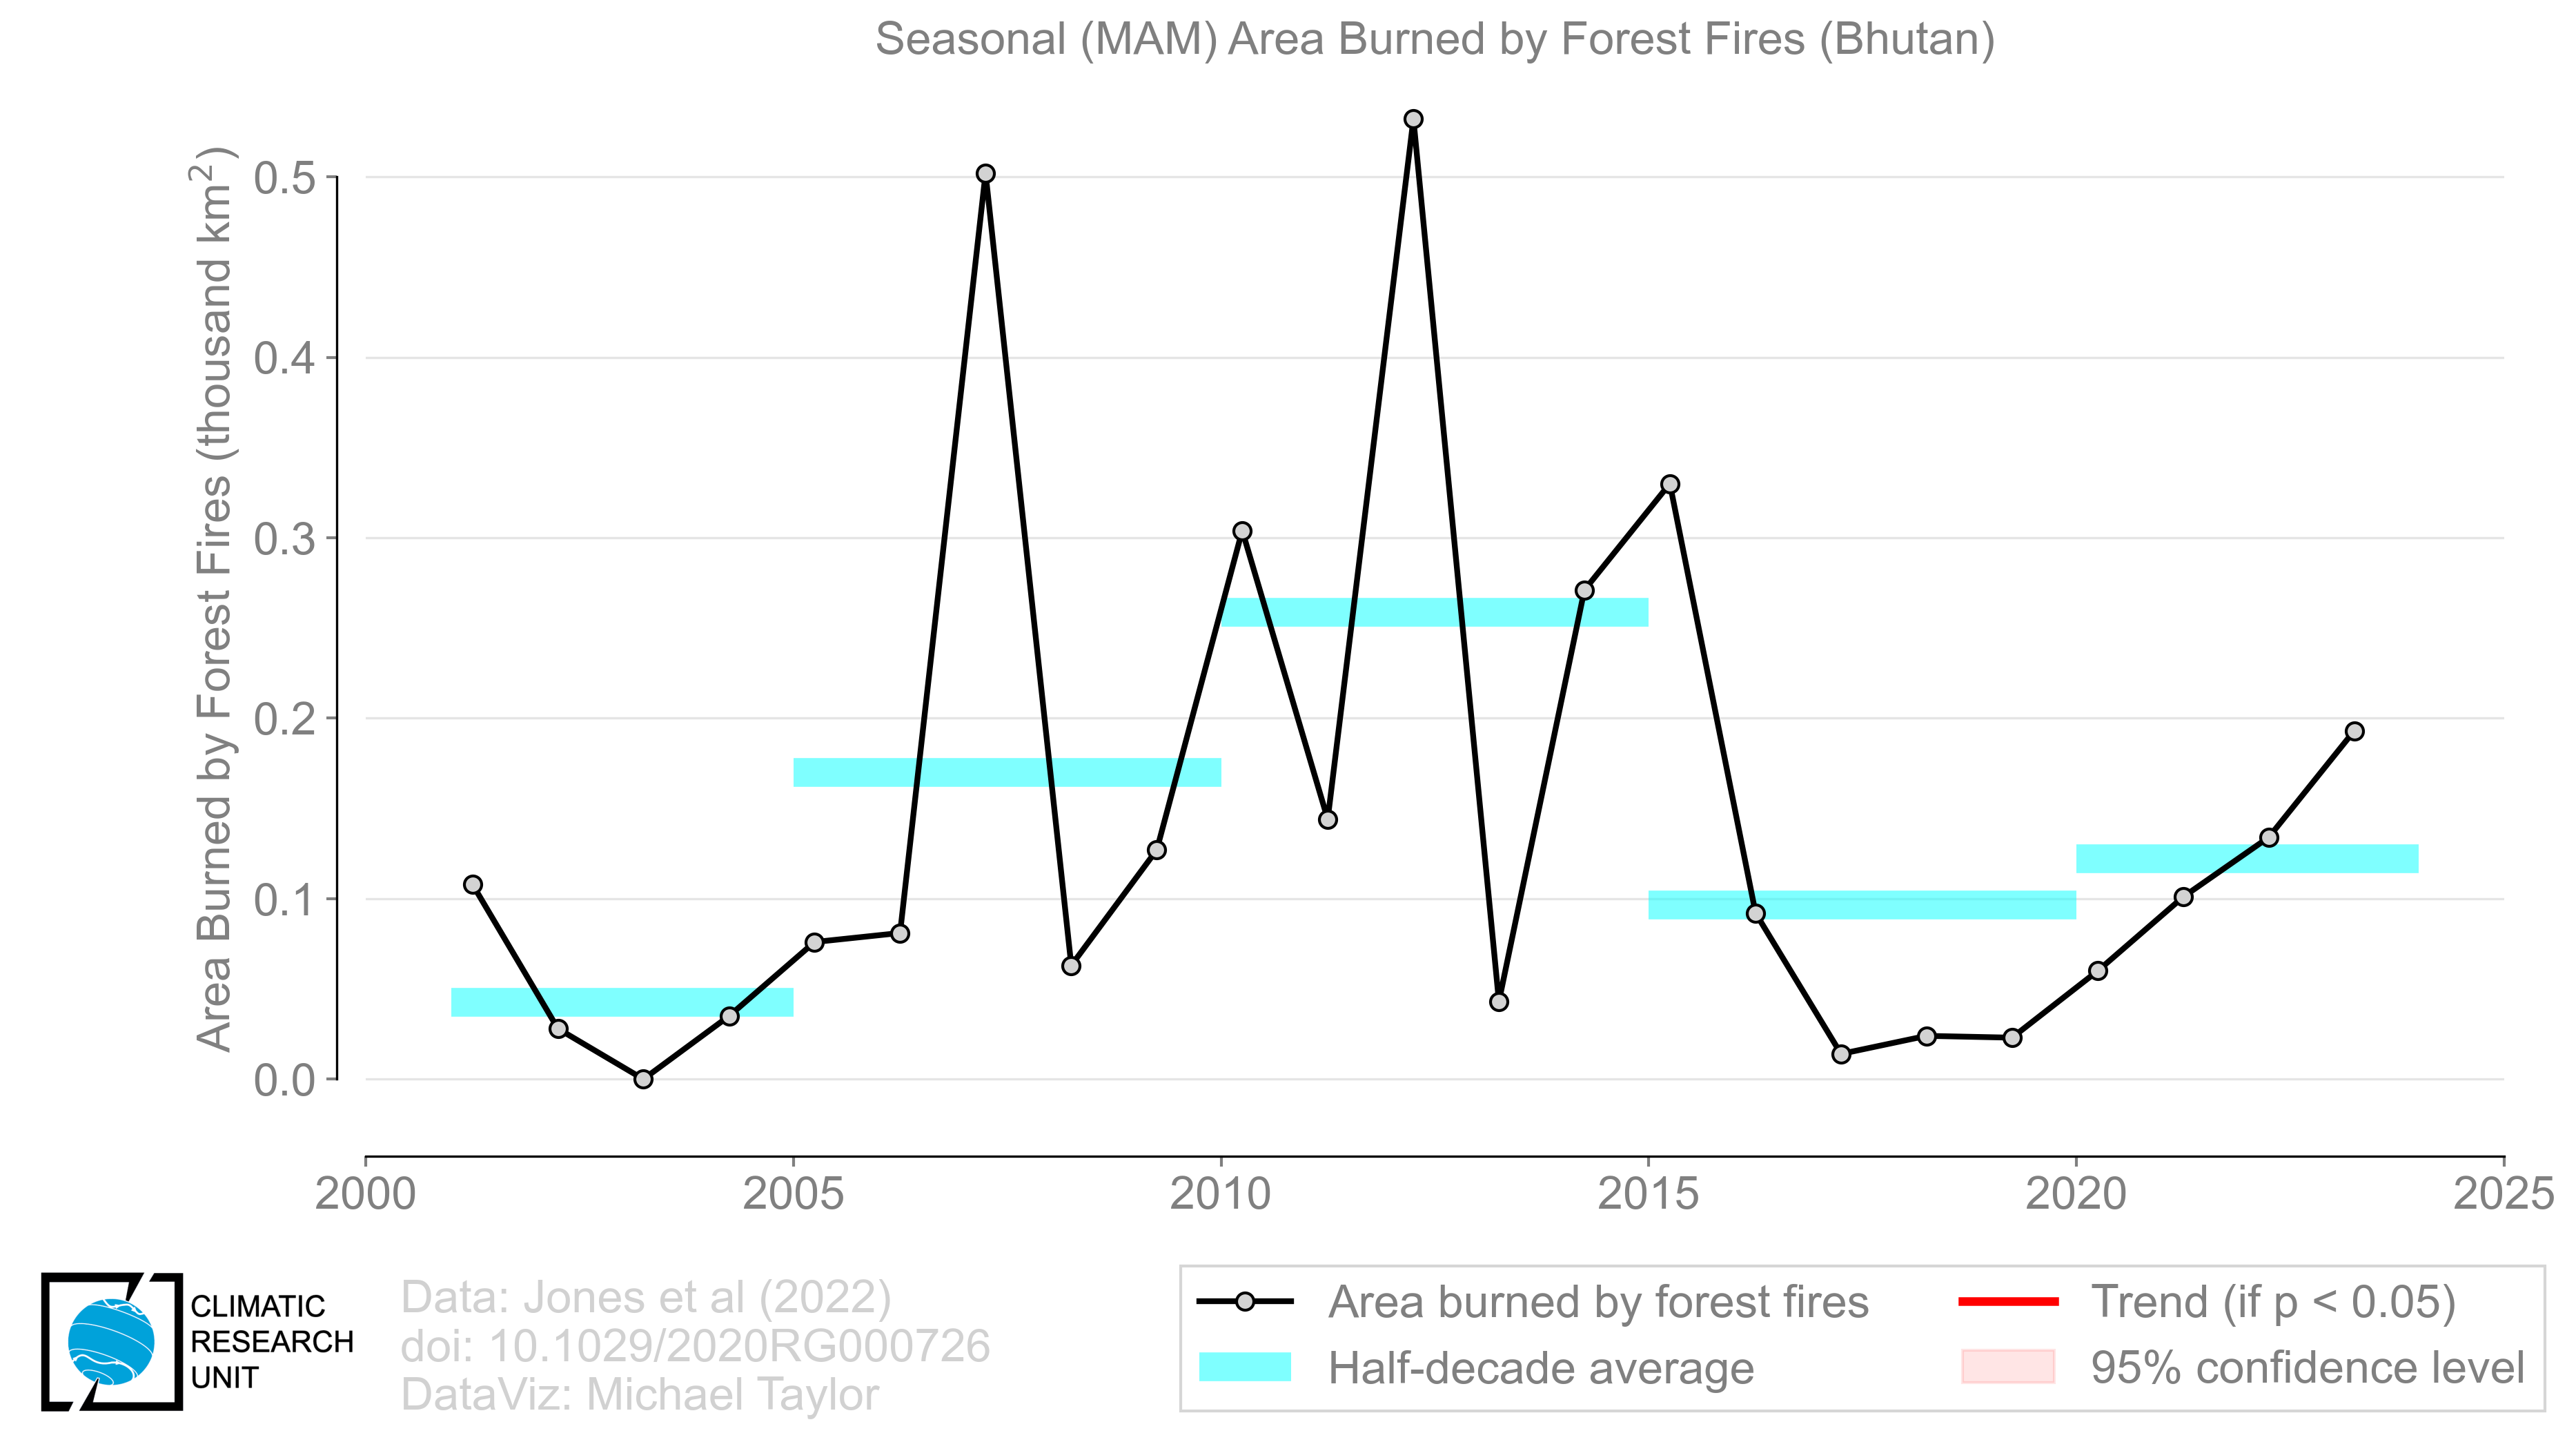 Seasonal (MAM) Area Burned by Forest Fires (Bhutan)
Area Burned by Forest Fires (thousand km²)
0.5
0.4
0.3
0.2
0.1
0.0
2000 2005 2010 2015 2020 2025
CLIMATIC
RESEARCH
UNIT
Data: Jones et al (2022)
doi: 10.1029/2020RG000726
DataViz: Michael Taylor
Area burned by forest fires
Half-decade average
Trend (if p < 0.05)
95% confidence level